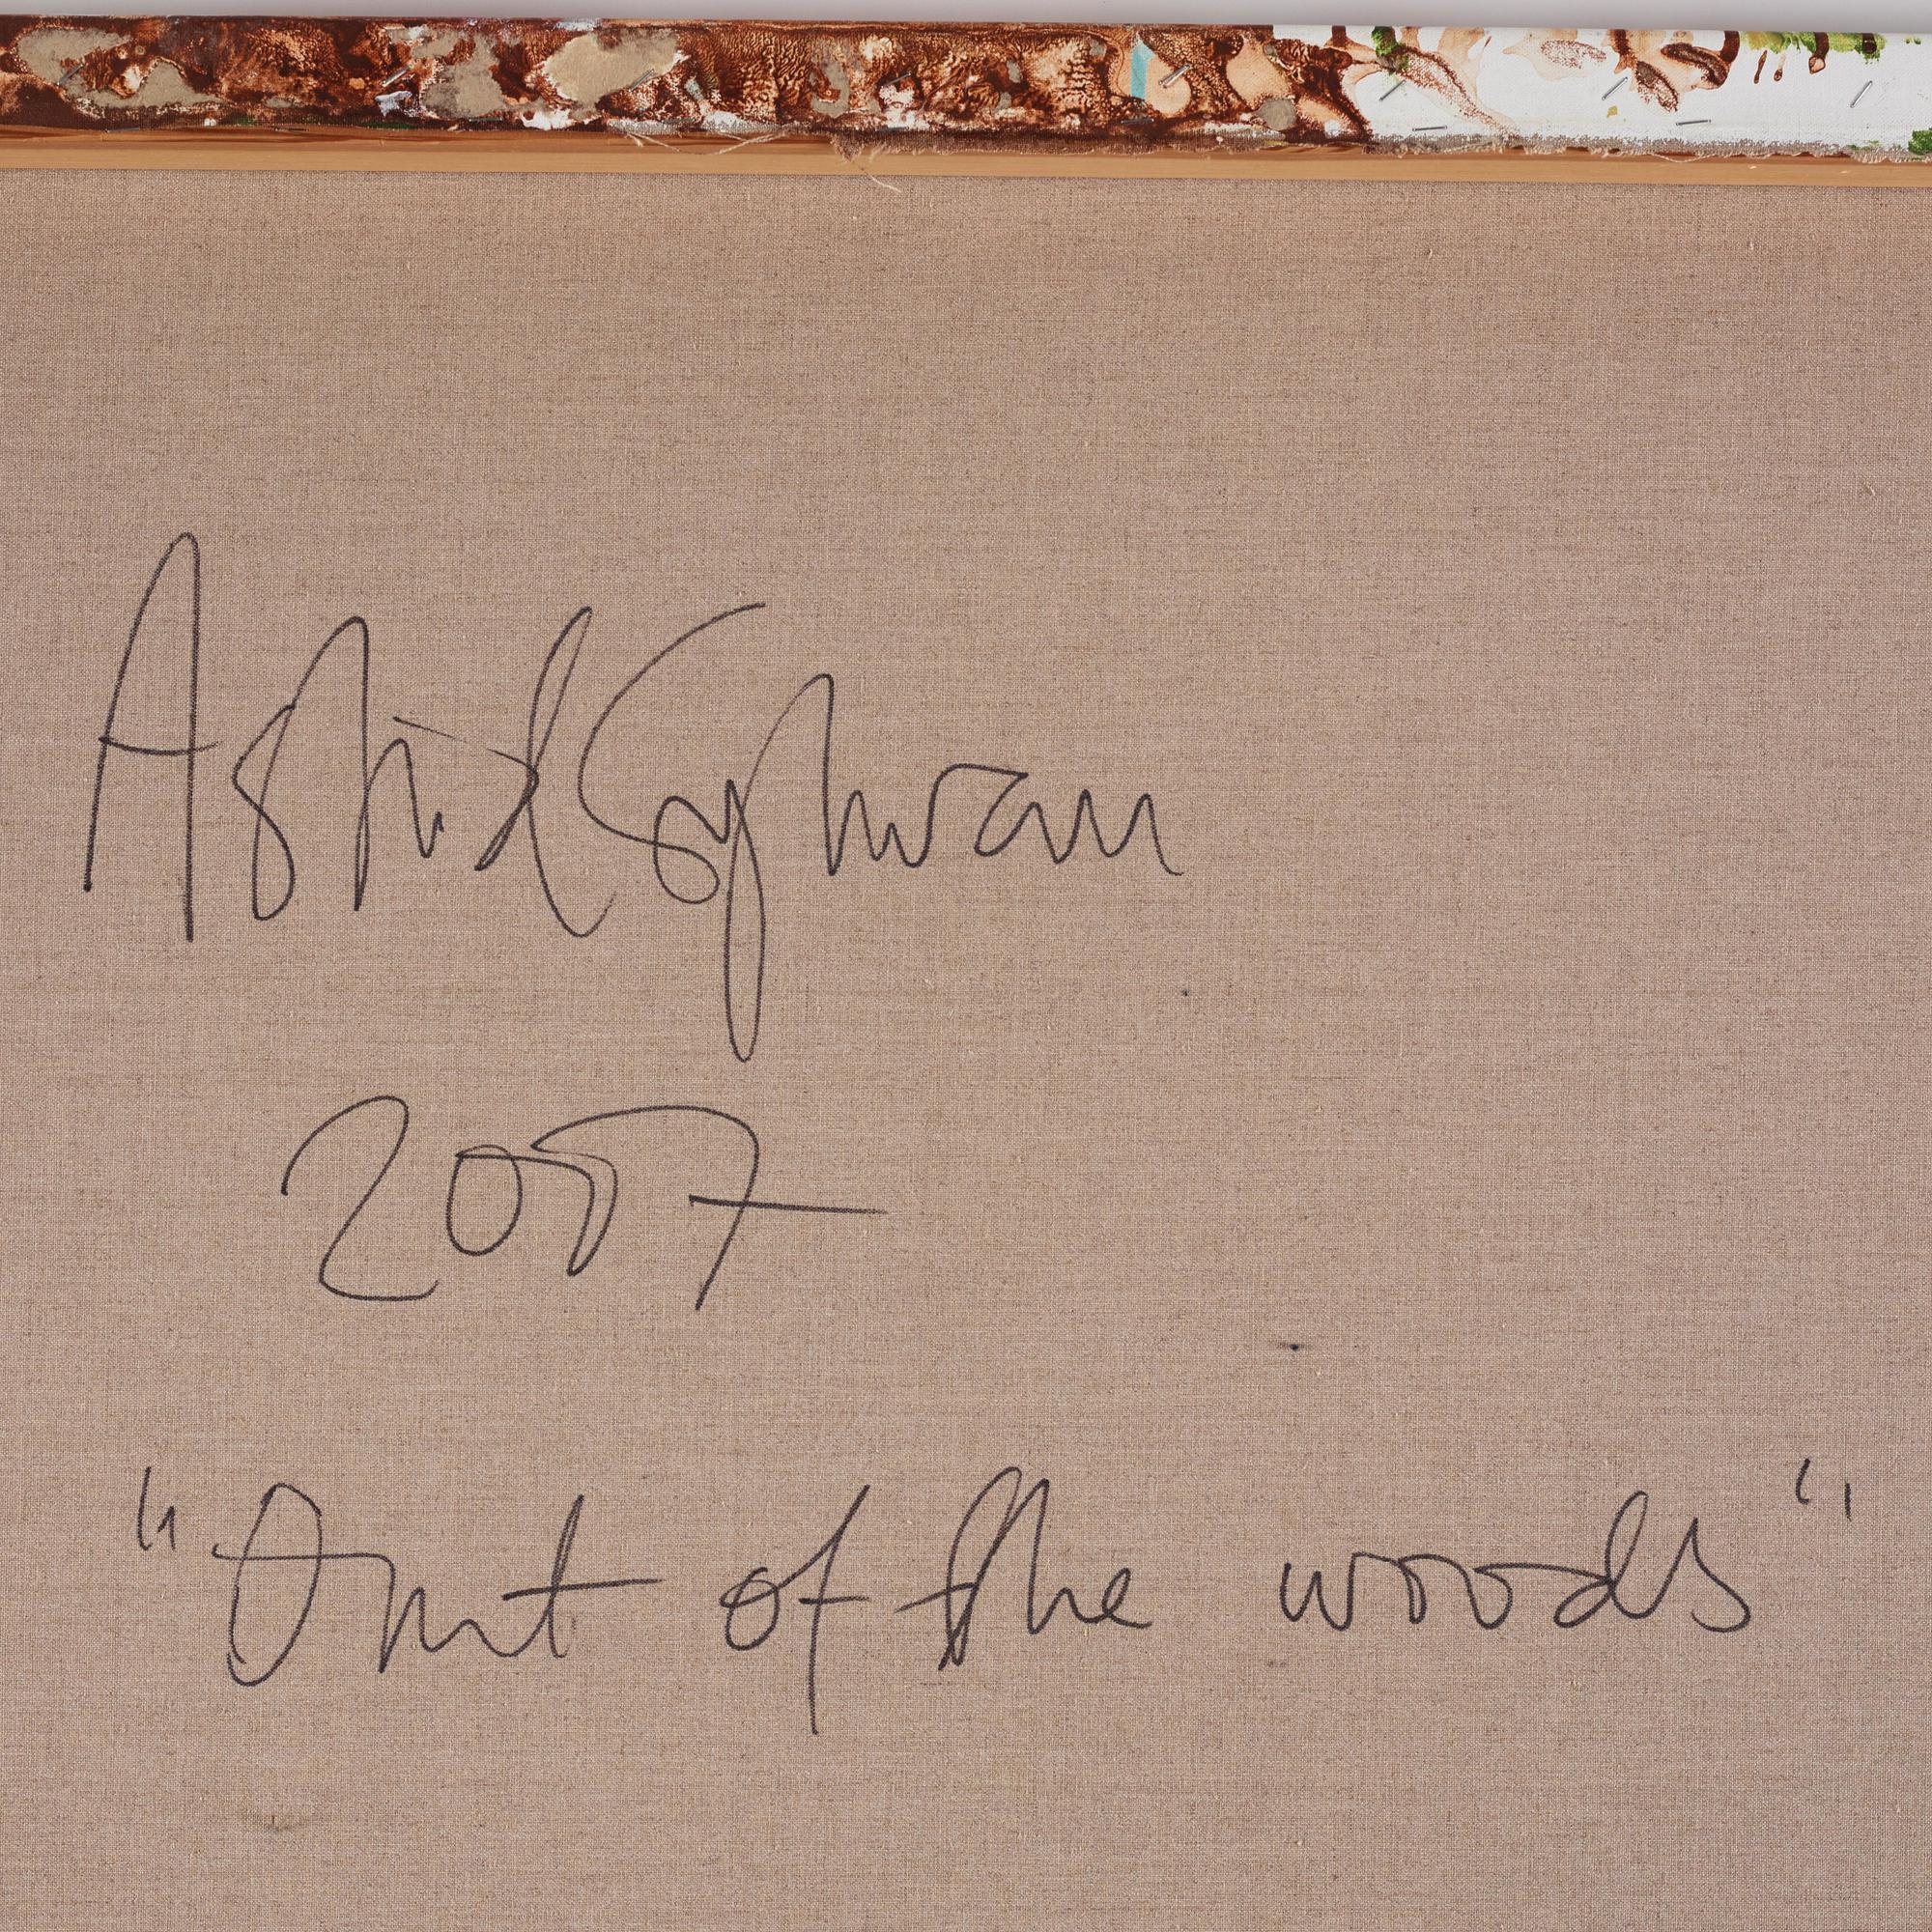 Astrid Sylwan
2007
"Out of the woods"